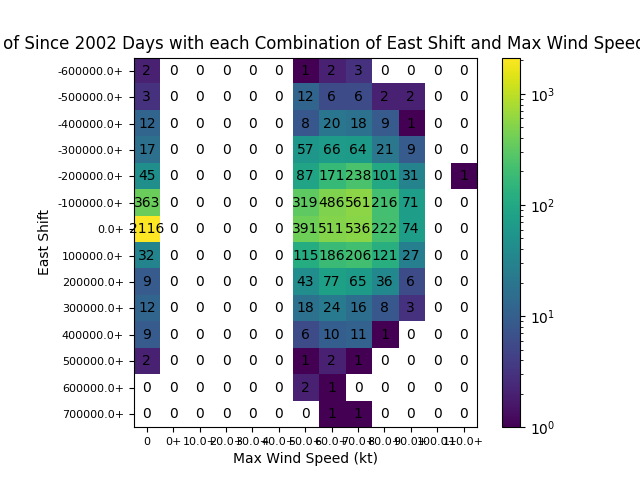 of Since 2002 Days with each Combination of East Shift and Max Wind Speed
-600000.0+ 2 0 0 0 0 0 1 2 3 0 0 0 0
-500000.0+ 3 0 0 0 0 0 12 6 6 2 2 0 0
-400000.0+ 12 0 0 0 0 0 8 20 18 9 1 0 0
-300000.0+ 17 0 0 0 0 0 57 66 64 21 9 0 0
-200000.0+ 45 0 0 0 0 0 87 171 238 101 31 0 1
-100000.0+ 363 0 0 0 0 0 319 486 561 216 71 0 0
0.0+ 2116 0 0 0 0 0 391 511 536 222 74 0 0
100000.0+ 32 0 0 0 0 0 115 186 206 121 27 0 0
200000.0+ 9 0 0 0 0 0 43 77 65 36 6 0 0
300000.0+ 12 0 0 0 0 0 18 24 16 8 3 0 0
400000.0+ 9 0 0 0 0 0 6 10 11 1 0 0 0
500000.0+ 2 0 0 0 0 0 1 2 1 0 0 0 0
600000.0+ 0 0 0 0 0 0 2 1 0 0 0 0 0
700000.0+ 0 0 0 0 0 0 0 1 1 0 0 0 0
0 0+ 10.0+ 20.0+ 30.0+ 40.0+ 50.0+ 60.0+ 70.0+ 80.0+ 90.0+ 100.0+ 110.0+
Max Wind Speed (kt)
East Shift
10³
10²
10¹
10⁰